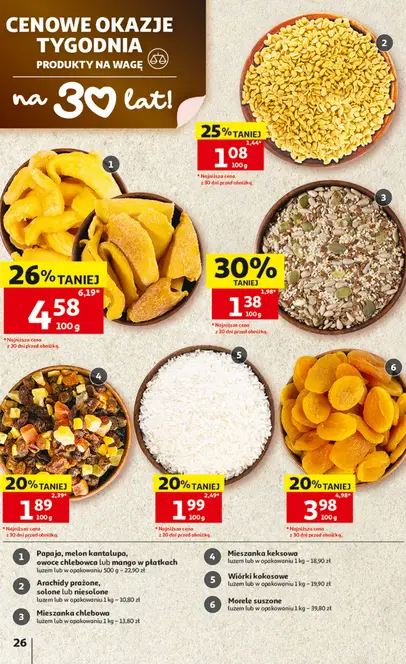 CENOWE OKAZJE
TYGODNIA
PRODUKTY NA WAGĘ
na 30 lat!
2
25% TANIEJ
1,44*
1 08
100 g
* Najniższa cena
z 30 dni przed obniżką.
1
26% TANIEJ
6,19*
4 58
100 g
* Najniższa cena
z 30 dni przed obniżką.
3
30% TANIEJ
1,98*
1 38
100 g
* Najniższa cena
z 30 dni przed obniżką.
4
20% TANIEJ
2,39*
1 89
100 g
* Najniższa cena
z 30 dni przed obniżką.
5
20% TANIEJ
2,49*
1 99
100 g
* Najniższa cena
z 30 dni przed obniżką.
6
20% TANIEJ
4,98*
3 98
100 g
* Najniższa cena
z 30 dni przed obniżką.
1 Papaja, melon kantalupa,
owoce chlebowca lub mango w płatkach
luzem lub w opakowaniu 500 g – 22,90 zł
2 Arachidy prażone,
solone lub niesolone
luzem lub w opakowaniu 1 kg – 10,80 zł
3 Mieszanka chlebowa
luzem lub w opakowaniu 1 kg – 13,80 zł
4 Mieszanka keksowa
luzem lub w opakowaniu 1 kg – 18,90 zł
5 Wiórki kokosowe
luzem lub w opakowaniu 1 kg – 19,90 zł
6 Morele suszone
luzem lub w opakowaniu 1 kg – 39,80 zł
26